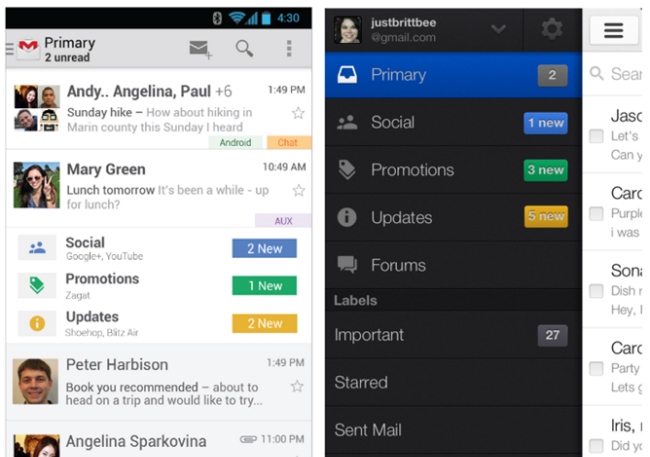 4:30
Primary
2 unread
Andy.. Angelina, Paul +6 1:49 PM
Sunday hike – How about hiking in
Marin county this Sunday I heard
Android Chat
Mary Green 10:49 AM
Lunch tomorrow It's been a while - up
for lunch?
AUX
Social 2 New
Google+, YouTube
Promotions 1 New
Zagat
Updates 2 New
Shoehop, Blitz Air
Peter Harbison 1:49 PM
Book you recommended – about to
head on a trip and would like to try...
Angelina Sparkovina 11:00 PM
justbrittbee
@gmail.com
Primary 2
Social 1 new
Promotions 3 new
Updates 5 new
Forums
Labels
Important 27
Starred
Sent Mail
Sear
Jasc
Let's
Can y
Caro
Purple
i was
Sona
Dish r
Hey, I
Caro
Party
Lets g
Iris, r
Did yo